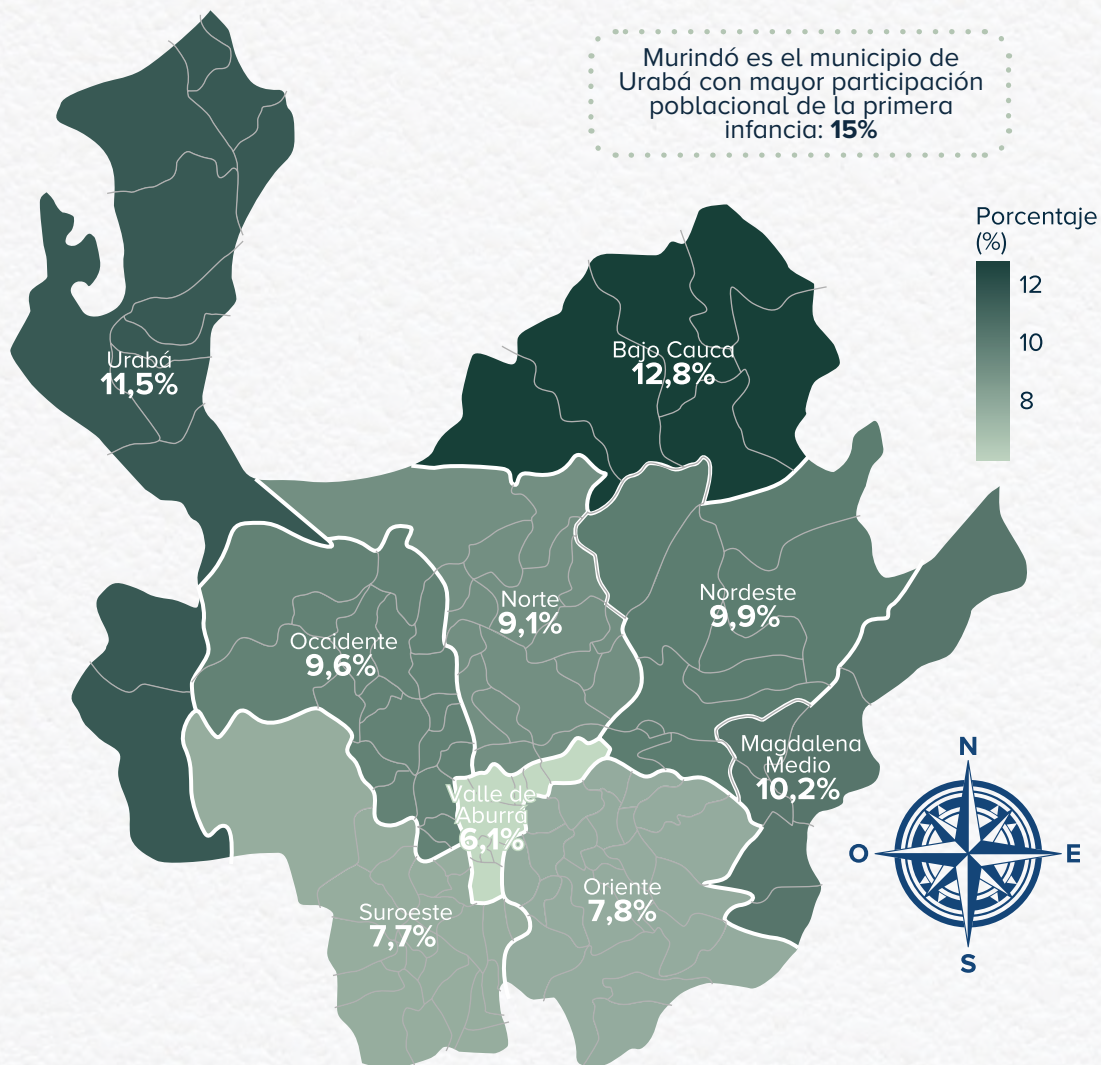 Murindó es el municipio de
Urabá con mayor participación
poblacional de la primera
infancia: 15%
Porcentaje
(%)
12
10
8
Urabá
11,5%
Bajo Cauca
12,8%
Norte
9,1%
Nordeste
9,9%
Occidente
9,6%
Magdalena
Medio
10,2%
Valle de
Aburrá
6,1%
Oriente
7,8%
Suroeste
7,7%
N
O
E
S